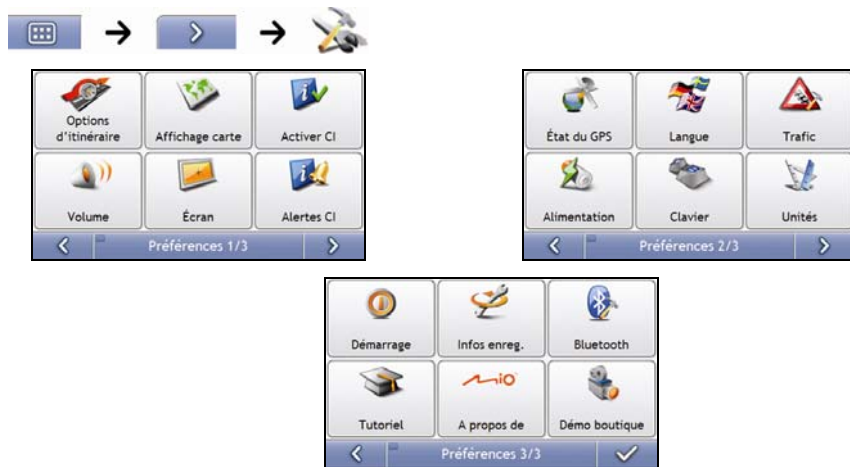 Options
d'itinéraire
Affichage carte
Activer CI
Volume
Écran
Alertes CI
Préférences 1/3
État du GPS
Langue
Trafic
Alimentation
Clavier
Unités
Préférences 2/3
Démarrage
Infos enreg.
Bluetooth
Mio
Tutoriel
A propos de
Démo boutique
Préférences 3/3